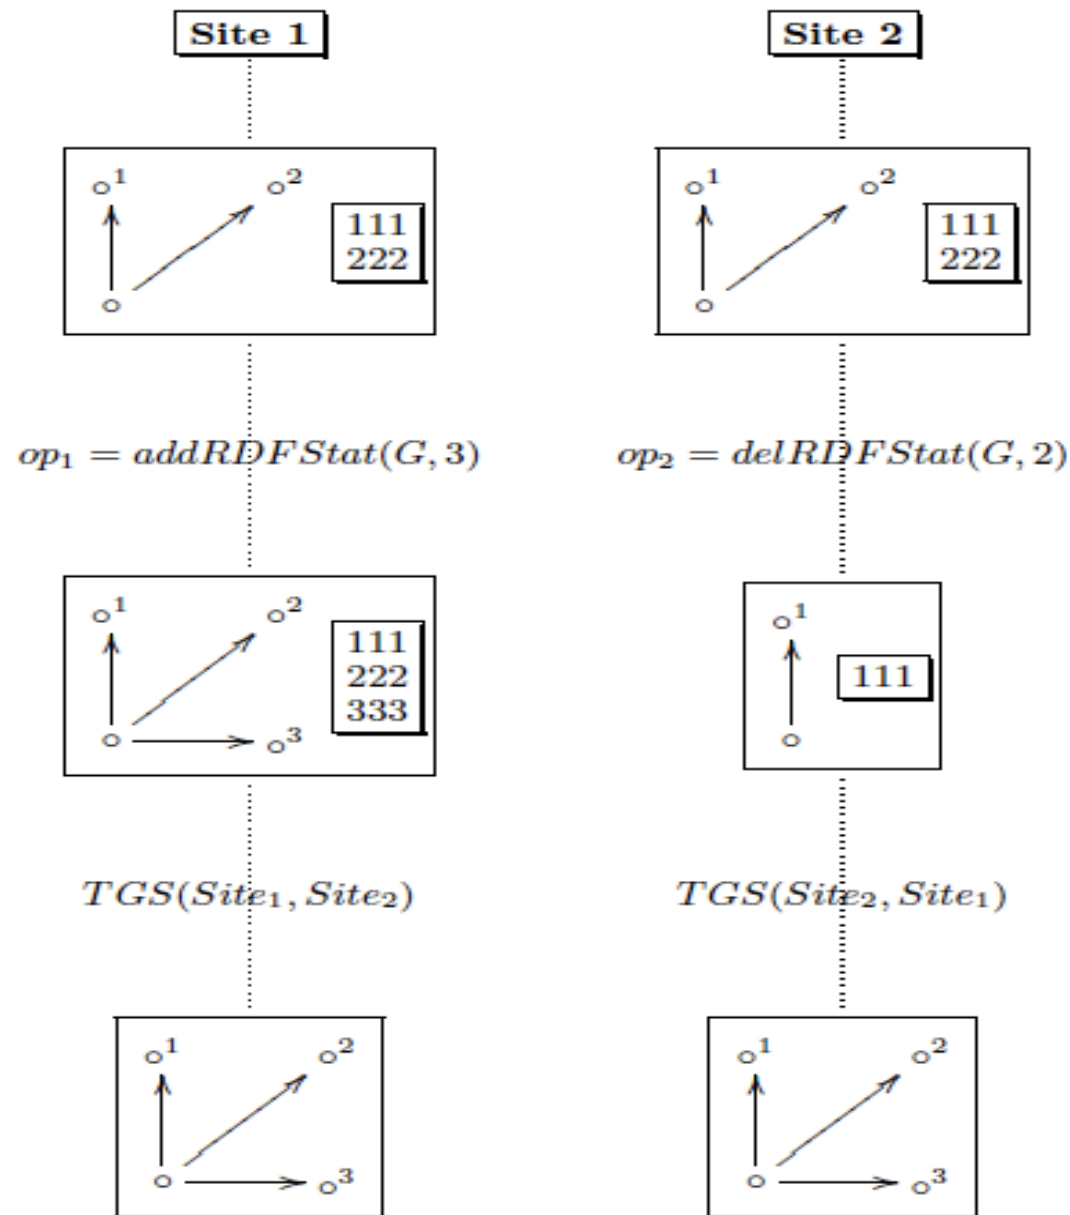 Site 1
Site 2
o1
o2
111
222
o
o1
o2
111
222
o
op1 = addRDFStat(G, 3)
op2 = delRDFStat(G, 2)
o1
o2
111
222
333
o
o3
o1
111
o
TGS(Site1, Site2)
TGS(Site2, Site1)
o1
o2
o
o3
o1
o2
o
o3